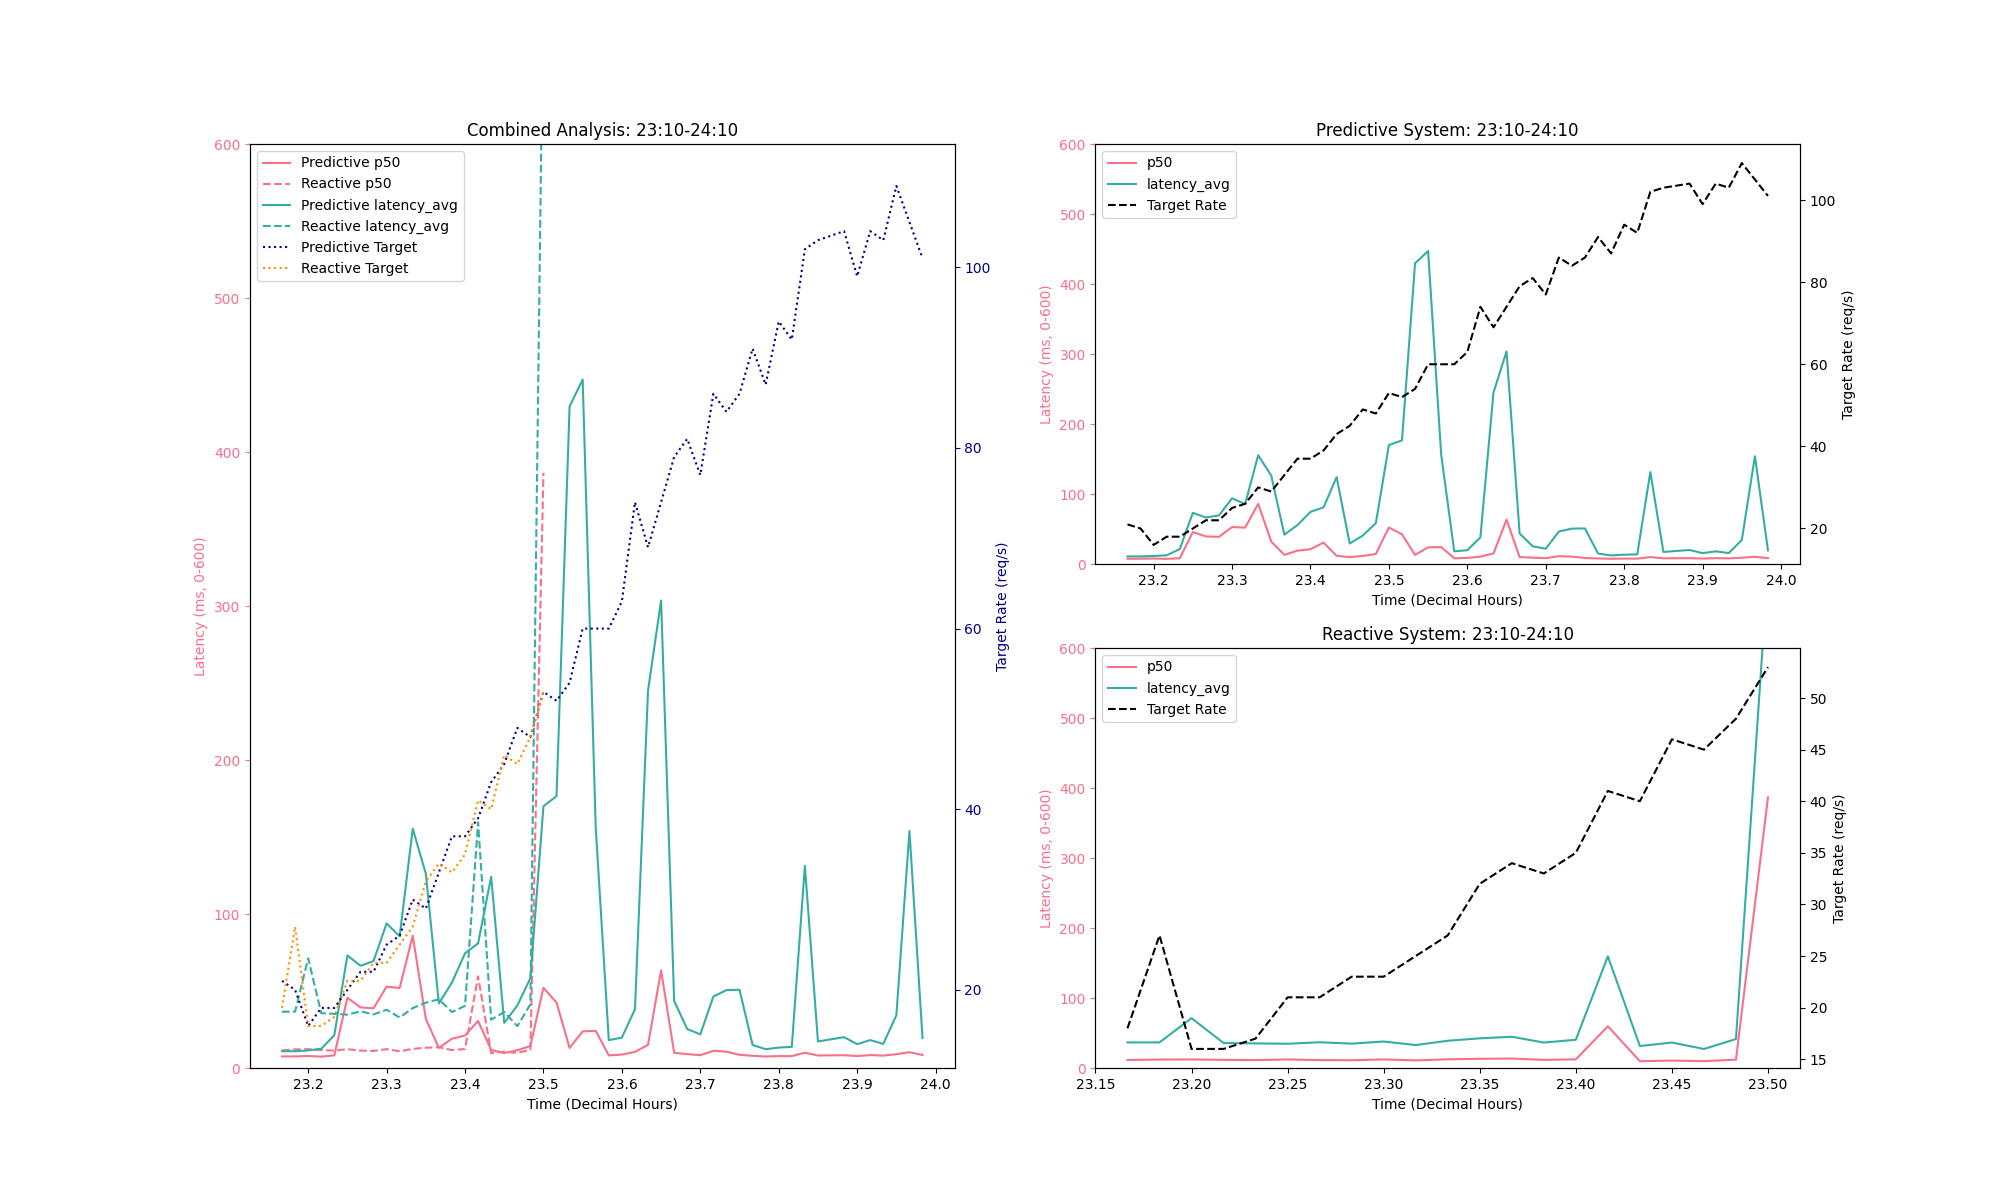 Combined Analysis: 23:10-24:10
Predictive p50
Reactive p50
Predictive latency_avg
Reactive latency_avg
Predictive Target
Reactive Target
600
500
400
300
200
100
0
Latency (ms, 0-600)
100
80
60
40
20
Target Rate (req/s)
23.2 23.3 23.4 23.5 23.6 23.7 23.8 23.9 24.0
Time (Decimal Hours)
Predictive System: 23:10-24:10
p50
latency_avg
Target Rate
600
500
400
300
200
100
0
Latency (ms, 0-600)
100
80
60
40
20
Target Rate (req/s)
23.2 23.3 23.4 23.5 23.6 23.7 23.8 23.9 24.0
Time (Decimal Hours)
Reactive System: 23:10-24:10
p50
latency_avg
Target Rate
600
500
400
300
200
100
0
Latency (ms, 0-600)
50
45
40
35
30
25
20
15
Target Rate (req/s)
23.15 23.20 23.25 23.30 23.35 23.40 23.45 23.50
Time (Decimal Hours)